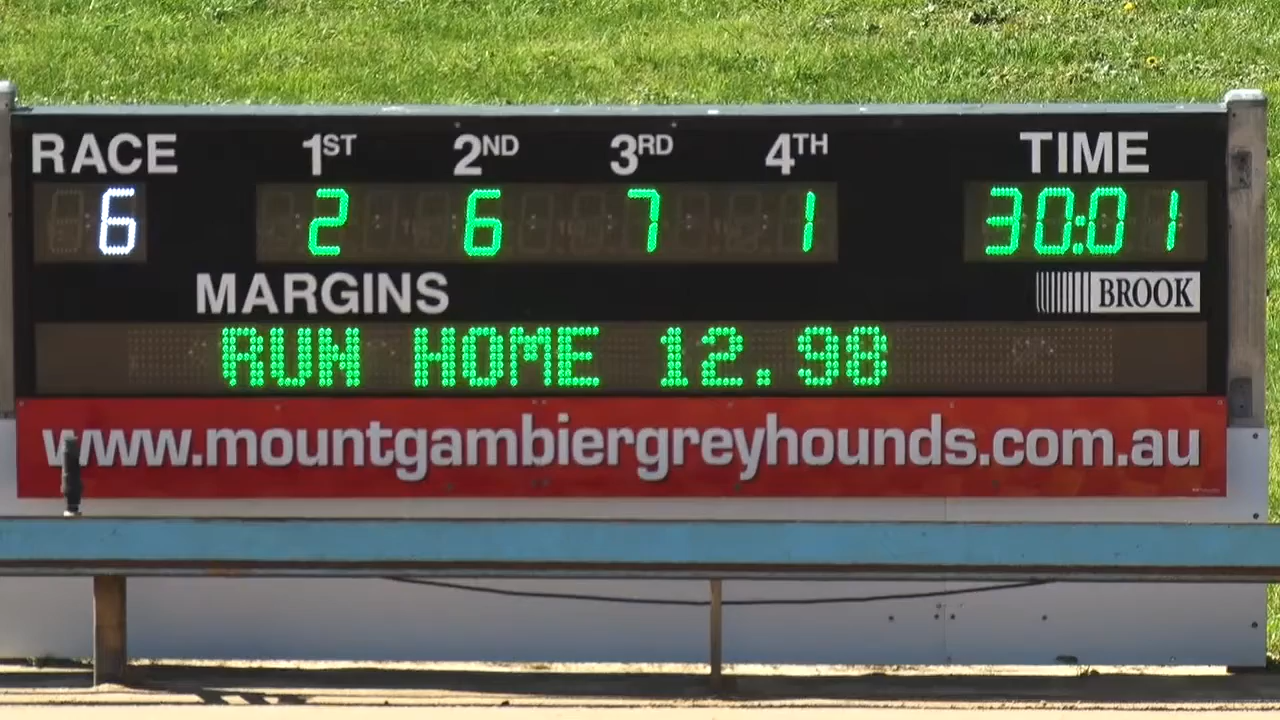 RACE 1ST 2ND 3RD 4TH TIME
6 2 6 7 1 30:01
MARGINS BROOK
RUN HOME 12.98
www.mountgambiergreyhounds.com.au